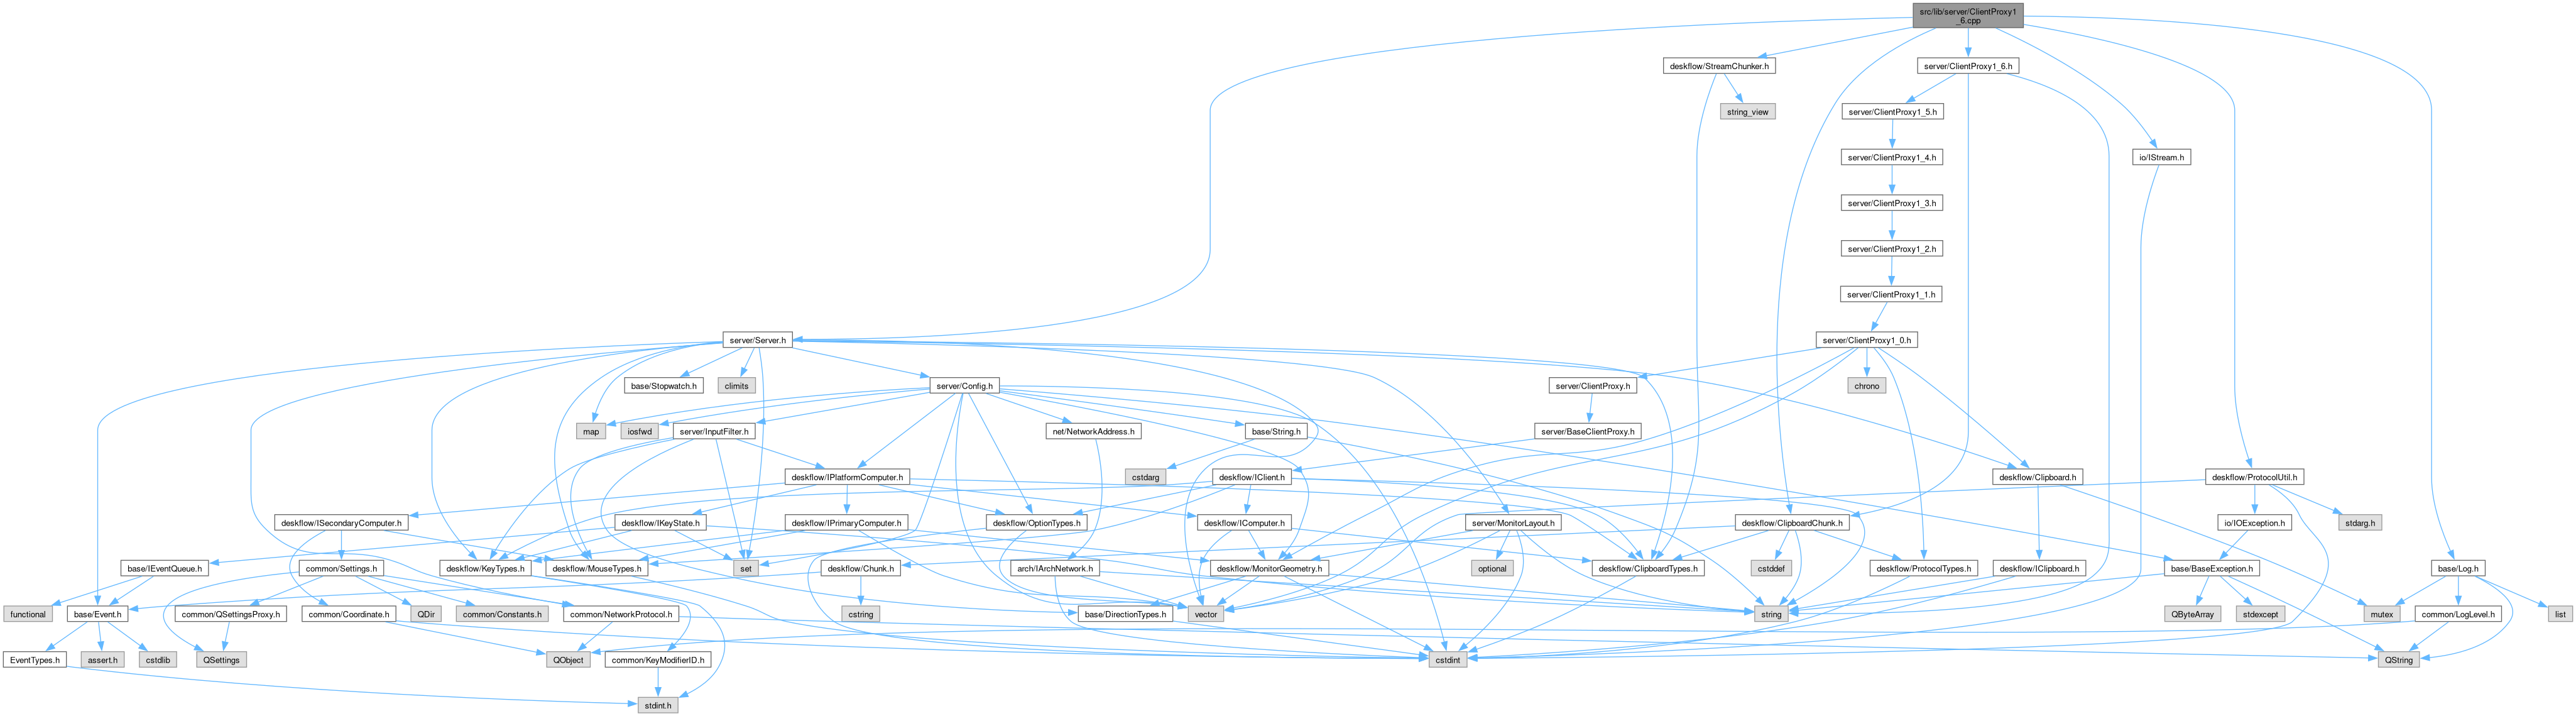 src/lib/server/ClientProxy1
_6.cpp
deskflow/StreamChunker.h
server/ClientProxy1_6.h
string_view
server/ClientProxy1_5.h
server/ClientProxy1_4.h
io/IStream.h
server/ClientProxy1_3.h
server/ClientProxy1_2.h
server/ClientProxy1_1.h
server/Server.h
server/ClientProxy1_0.h
base/Stopwatch.h
climits
server/Config.h
server/ClientProxy.h
chrono
map
iosfwd
server/InputFilter.h
net/NetworkAddress.h
base/String.h
server/BaseClientProxy.h
deskflow/IPlatformComputer.h
cstdarg
deskflow/IClient.h
deskflow/Clipboard.h
deskflow/ProtocolUtil.h
deskflow/ISecondaryComputer.h
deskflow/IKeyState.h
deskflow/IPrimaryComputer.h
deskflow/OptionTypes.h
deskflow/IComputer.h
server/MonitorLayout.h
deskflow/ClipboardChunk.h
io/IOException.h
stdarg.h
base/IEventQueue.h
common/Settings.h
deskflow/KeyTypes.h
deskflow/MouseTypes.h
set
deskflow/Chunk.h
arch/IArchNetwork.h
deskflow/MonitorGeometry.h
optional
deskflow/ClipboardTypes.h
cstddef
deskflow/ProtocolTypes.h
deskflow/IClipboard.h
base/BaseException.h
base/Log.h
functional
base/Event.h
common/QSettingsProxy.h
common/Coordinate.h
QDir
common/Constants.h
common/NetworkProtocol.h
cstring
base/DirectionTypes.h
vector
string
QByteArray
stdexcept
mutex
common/LogLevel.h
list
EventTypes.h
assert.h
cstdlib
QSettings
QObject
common/KeyModifierID.h
cstdint
QString
stdint.h